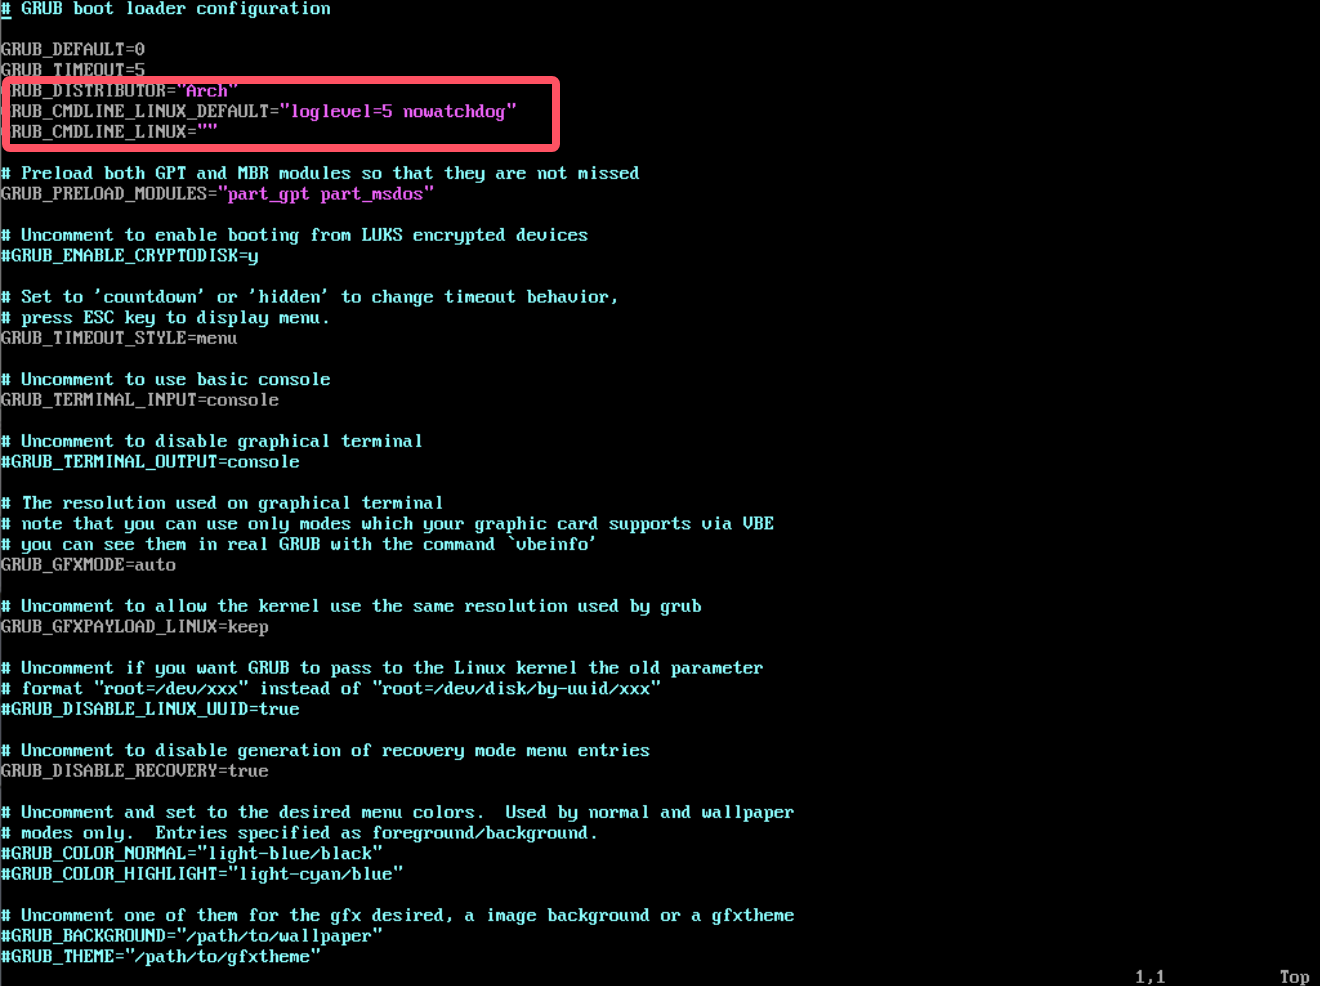 # GRUB boot loader configuration
GRUB_DEFAULT=0
GRUB_TIMEOUT=5
GRUB_DISTRIBUTOR="Arch"
GRUB_CMDLINE_LINUX_DEFAULT="loglevel=5 nowatchdog"
GRUB_CMDLINE_LINUX=""
# Preload both GPT and MBR modules so that they are not missed
GRUB_PRELOAD_MODULES="part_gpt part_msdos"
# Uncomment to enable booting from LUKS encrypted devices
#GRUB_ENABLE_CRYPTODISK=y
# Set to 'countdown' or 'hidden' to change timeout behavior,
# press ESC key to display menu.
GRUB_TIMEOUT_STYLE=menu
# Uncomment to use basic console
GRUB_TERMINAL_INPUT=console
# Uncomment to disable graphical terminal
#GRUB_TERMINAL_OUTPUT=console
# The resolution used on graphical terminal
# note that you can use only modes which your graphic card supports via VBE
# you can see them in real GRUB with the command `vbeinfo'
GRUB_GFXMODE=auto
# Uncomment to allow the kernel use the same resolution used by grub
GRUB_GFXPAYLOAD_LINUX=keep
# Uncomment if you want GRUB to pass to the Linux kernel the old parameter
# format "root=/dev/xxx" instead of "root=/dev/disk/by-uuid/xxx"
#GRUB_DISABLE_LINUX_UUID=true
# Uncomment to disable generation of recovery mode menu entries
GRUB_DISABLE_RECOVERY=true
# Uncomment and set to the desired menu colors.  Used by normal and wallpaper
# modes only.  Entries specified as foreground/background.
#GRUB_COLOR_NORMAL="light-blue/black"
#GRUB_COLOR_HIGHLIGHT="light-cyan/blue"
# Uncomment one of them for the gfx desired, a image background or a gfxtheme
#GRUB_BACKGROUND="/path/to/wallpaper"
#GRUB_THEME="/path/to/gfxtheme"
1,1 Top